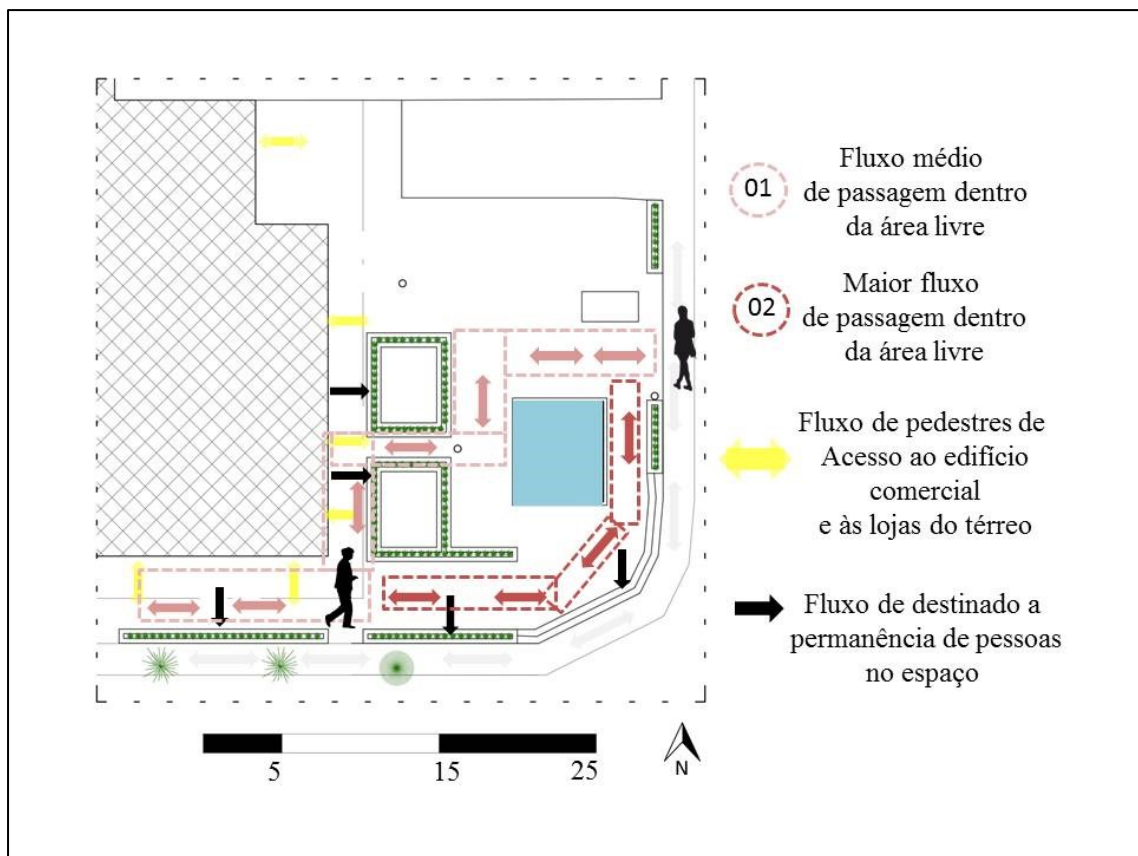 01
Fluxo médio
de passagem dentro
da área livre
02
Maior fluxo
de passagem dentro
da área livre
Fluxo de pedestres de
Acesso ao edifício
comercial
e às lojas do térreo
Fluxo de destinado a
permanência de pessoas
no espaço
5 15 25
N